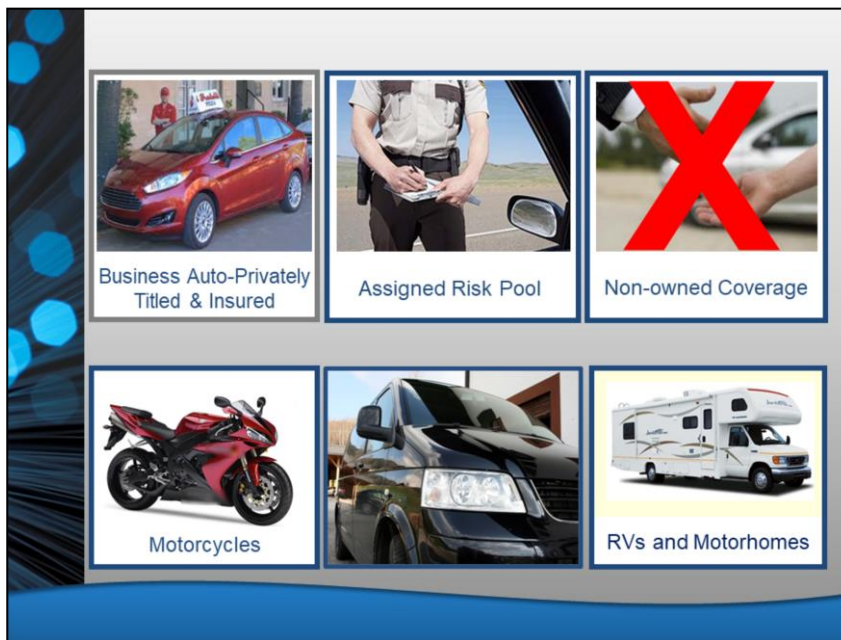 Business Auto-Privately
Titled & Insured
Assigned Risk Pool
Non-owned Coverage
Motorcycles
RVs and Motorhomes